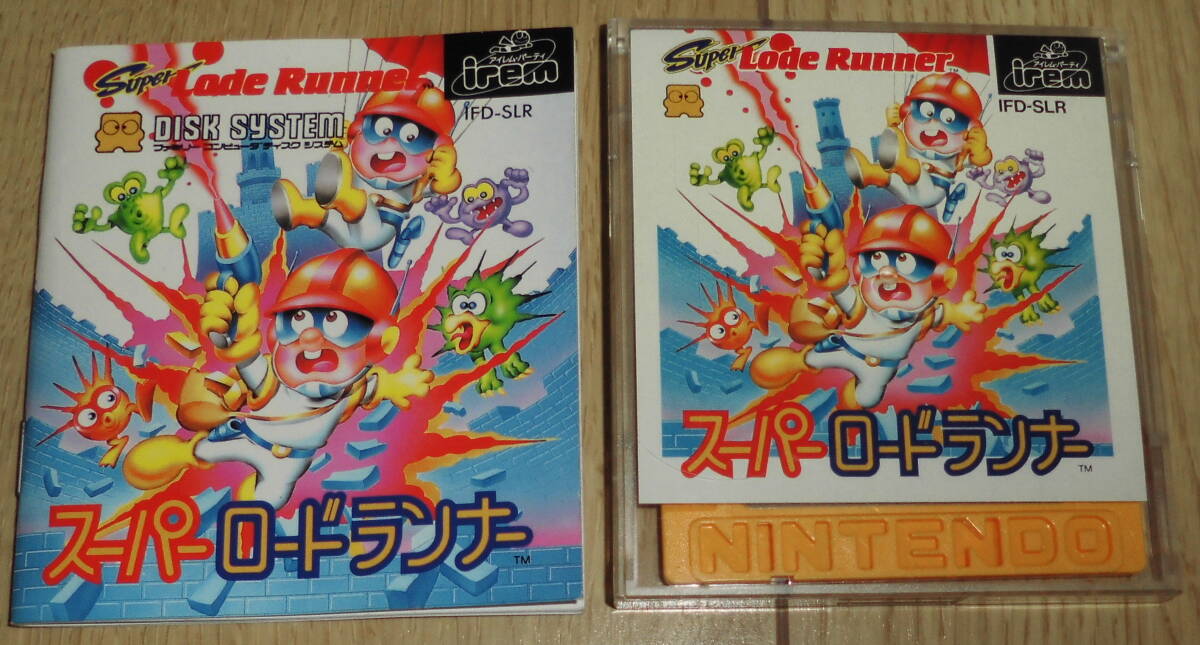 Super Lode Runner™
アイレム・パーティ
irem
IFD-SLR
DISK SYSTEM
ファミリー コンピュータ ディスク システム
スーパー ロードランナー
TM
Super Lode Runner™
アイレム・パーティ
irem
IFD-SLR
スーパー ロードランナー
TM
NINTENDO